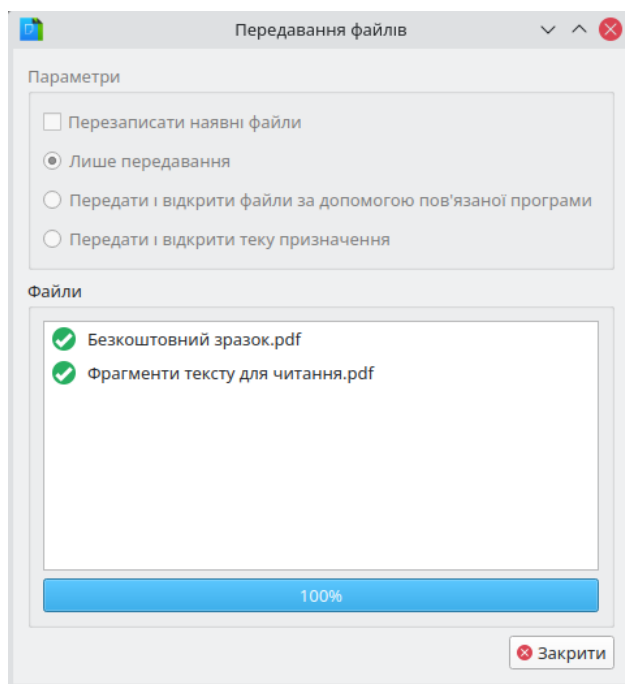 Передавання файлів
Параметри
Перезаписати наявні файли
Лише передавання
Передати і відкрити файли за допомогою пов'язаної програми
Передати і відкрити теку призначення
Файли
Безкоштовний зразок.pdf
Фрагменти тексту для читання.pdf
100%
Закрити